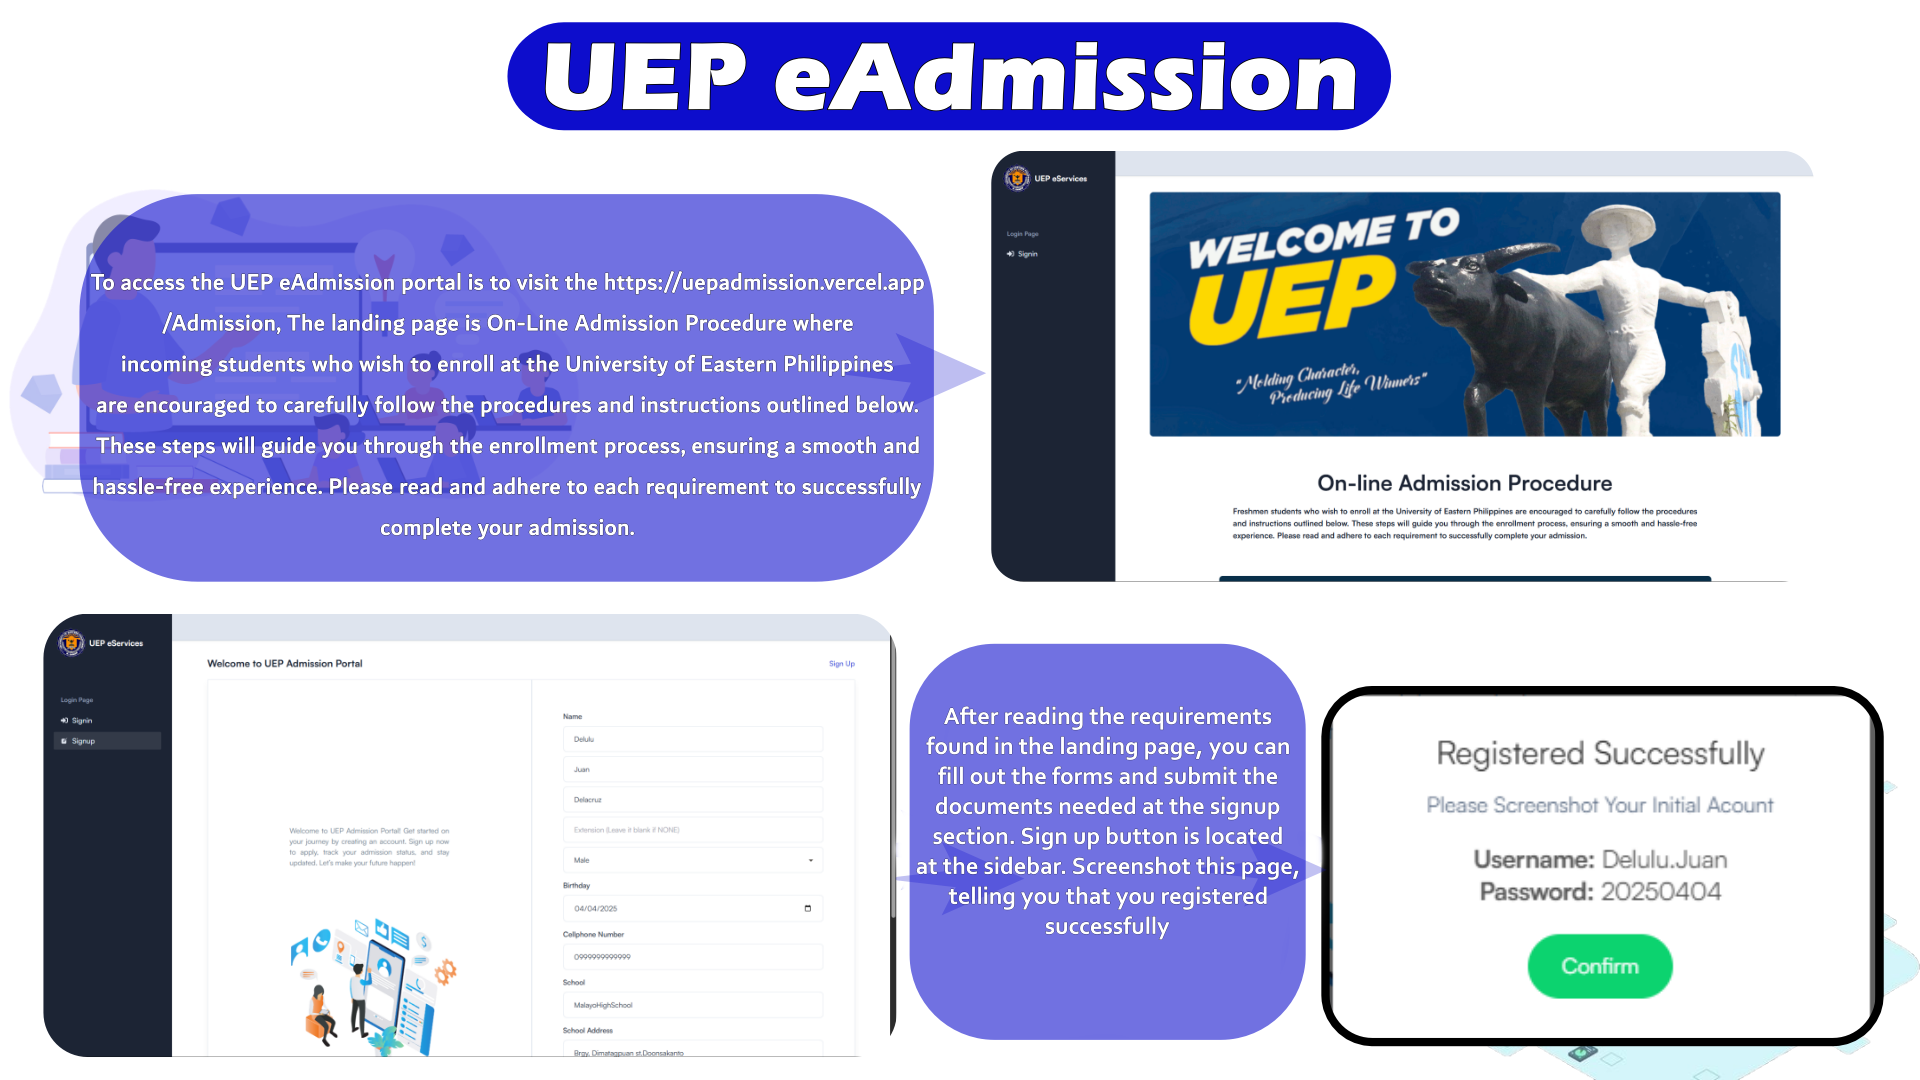 UEP eAdmission
To access the UEP eAdmission portal is to visit the https://uepadmission.vercel.app
/Admission, The landing page is On-Line Admission Procedure where
incoming students who wish to enroll at the University of Eastern Philippines
are encouraged to carefully follow the procedures and instructions outlined below.
These steps will guide you through the enrollment process, ensuring a smooth and
hassle-free experience. Please read and adhere to each requirement to successfully
complete your admission.
UEP eServices
Login Page
Signin
WELCOME TO
UEP
"Molding Character,
Producing Life Winners"
On-line Admission Procedure
Freshmen students who wish to enroll at the University of Eastern Philippines are encouraged to carefully follow the procedures
and instructions outlined below. These steps will guide you through the enrollment process, ensuring a smooth and hassle-free
experience. Please read and adhere to each requirement to successfully complete your admission.
UEP eServices
Login Page
Signin
Signup
Welcome to UEP Admission Portal
Sign Up
Welcome to UEP Admission Portal! Get started on
your journey by creating an account. Sign up now
to apply, track your admission status, and stay
updated. Let's make your future happen!
Name
Delulu
Juan
Delacruz
Extension (Leave it blank if NONE)
Male
Birthday
04/04/2025
Cellphone Number
0999999999999
School
MalayoHighSchool
School Address
Brgy. Dimatagpuan st.Doonsakanto
After reading the requirements
found in the landing page, you can
fill out the forms and submit the
documents needed at the signup
section. Sign up button is located
at the sidebar. Screenshot this page,
telling you that you registered
successfully
Registered Successfully
Please Screenshot Your Initial Acount
Username: Delulu.Juan
Password: 20250404
Confirm